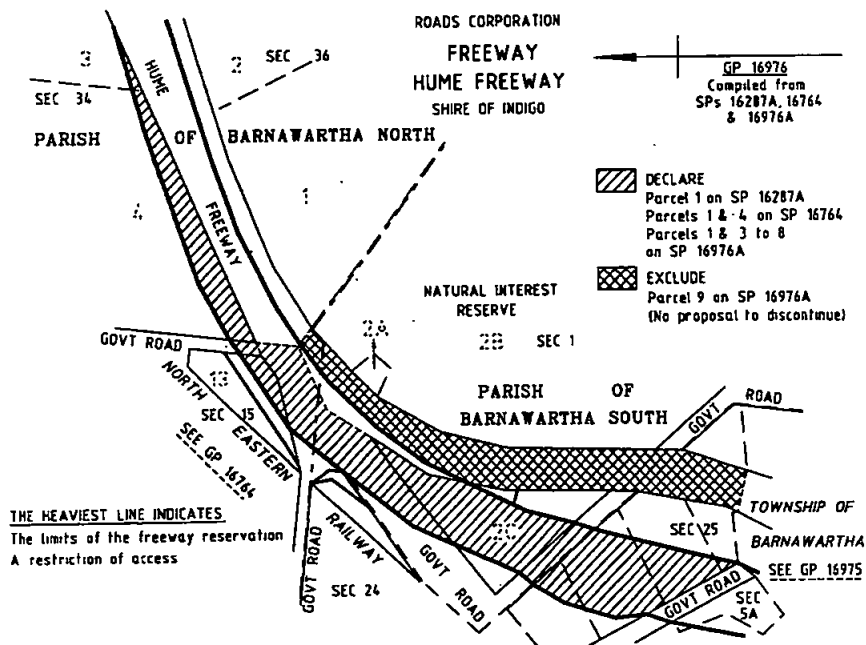 ROADS CORPORATION
FREEWAY
HUME FREEWAY
SHIRE OF INDIGO
GP 16976
Compiled from
SPs 16287A, 16764
& 16976A
3
SEC 34
HUME
2 SEC 36
PARISH OF BARNAWARTHA NORTH
1
4
FREEWAY
DECLARE
Parcel 1 on SP 16287A
Parcels 1 & 4 on SP 16764
Parcels 1 & 3 to 8
on SP 16976A
EXCLUDE
Parcel 9 on SP 16976A
(No proposal to discontinue)
NATURAL INTEREST
RESERVE
2A
2B SEC 1
PARISH OF
BARNAWARTHA SOUTH
GOVT ROAD
GOVT ROAD
13
SEC 15
NORTH EASTERN RAILWAY
SEE GP 16764
THE HEAVIEST LINE INDICATES
The limits of the freeway reservation
A restriction of access
GOVT ROAD
SEC 24
GOVT ROAD
2C
SEC 25
TOWNSHIP OF
BARNAWARTHA
SEE GP 16975
GOVT ROAD
SEC
5A